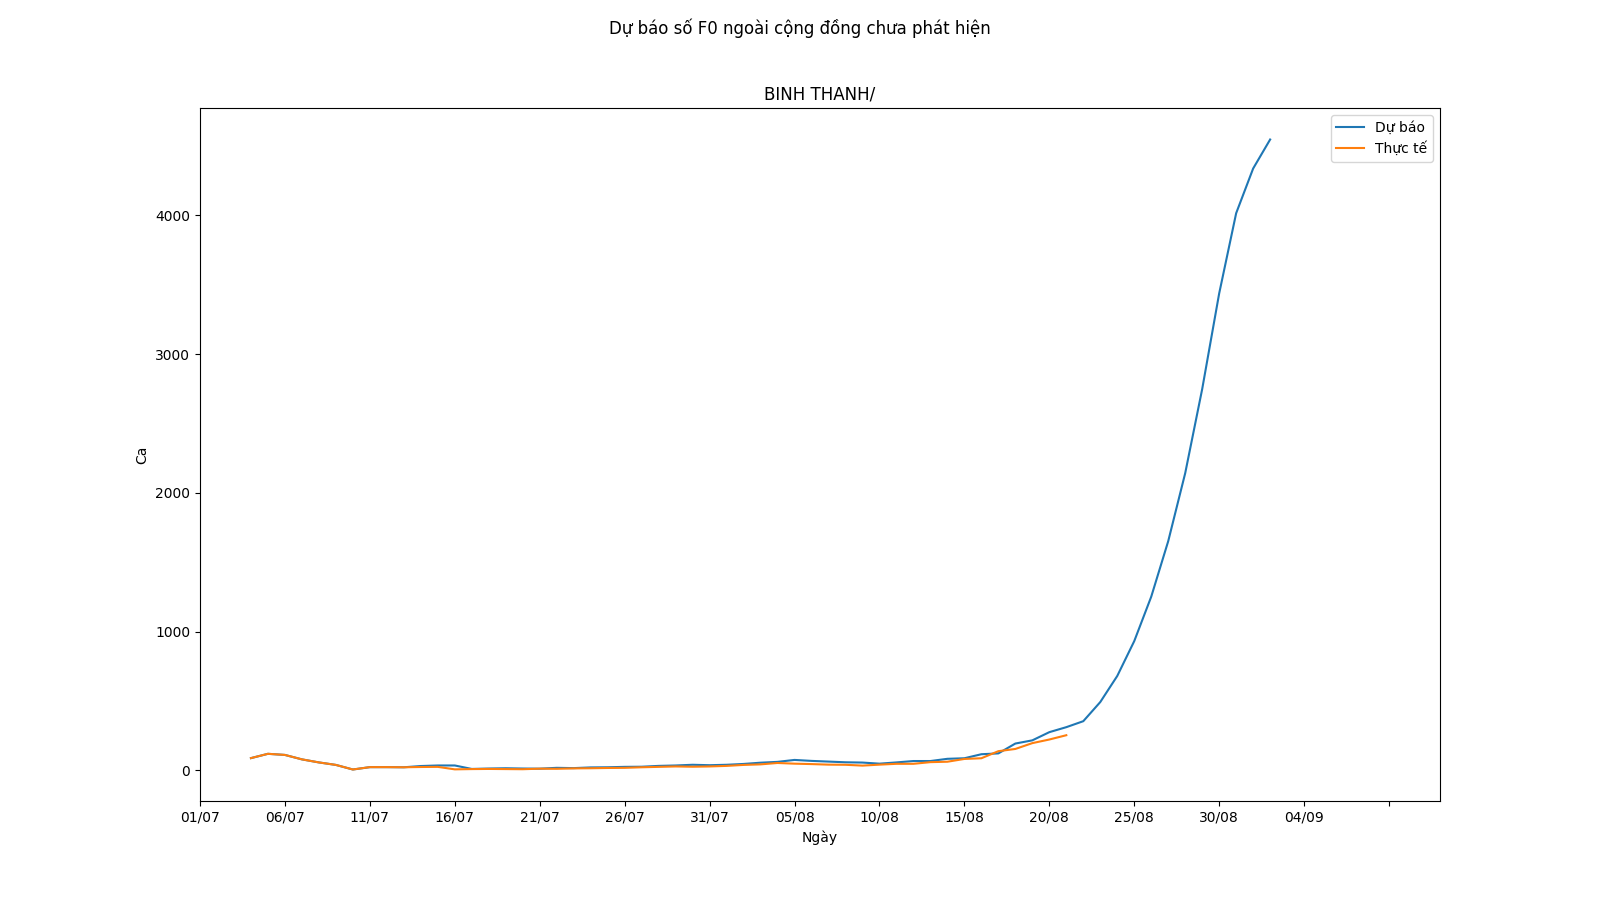 Dự báo số F0 ngoài cộng đồng chưa phát hiện
BINH THANH/
Dự báo
Thực tế
4000
3000
2000
1000
0
Ca
01/07 06/07 11/07 16/07 21/07 26/07 31/07 05/08 10/08 15/08 20/08 25/08 30/08 04/09
Ngày